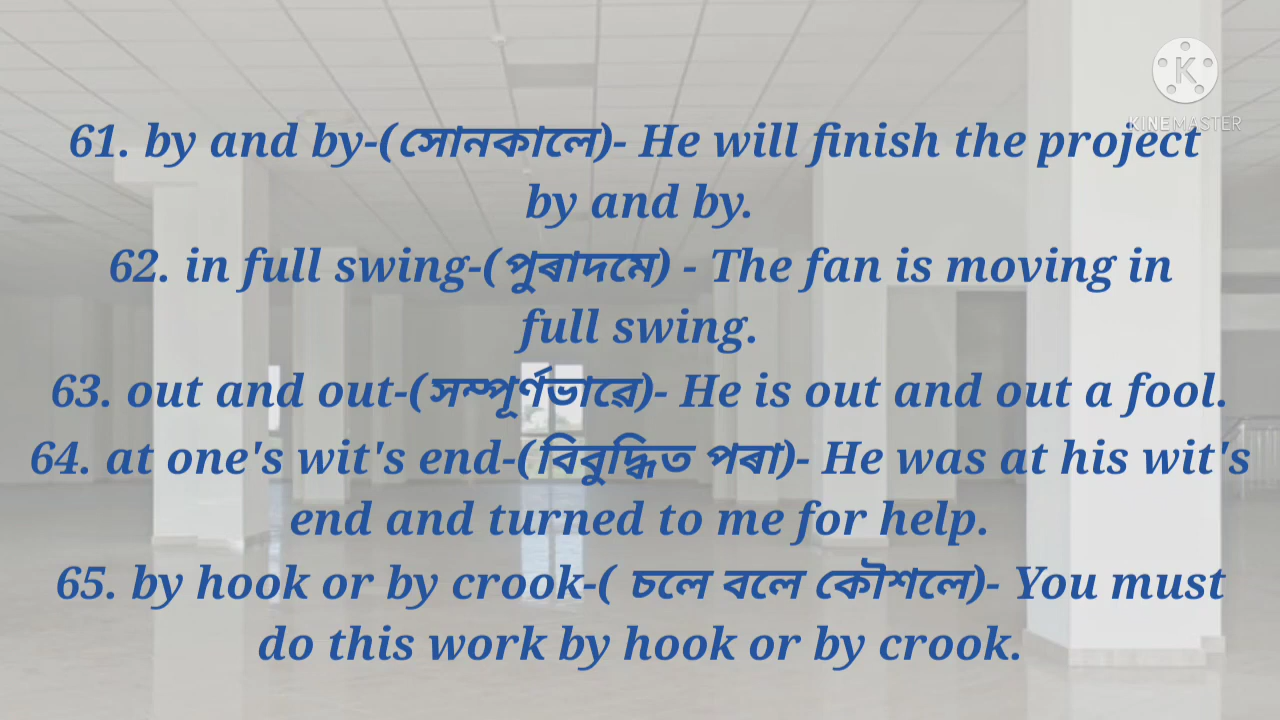 KINEMASTER
61. by and by-(সোনকালে)- He will finish the project
by and by.
62. in full swing-(পুৰাদমে) - The fan is moving in
full swing.
63. out and out-(সম্পূৰ্ণভাৱে)- He is out and out a fool.
64. at one's wit's end-(বিবুদ্ধিত পৰা)- He was at his wit's
end and turned to me for help.
65. by hook or by crook-( চলে বলে কৌশলে)- You must
do this work by hook or by crook.